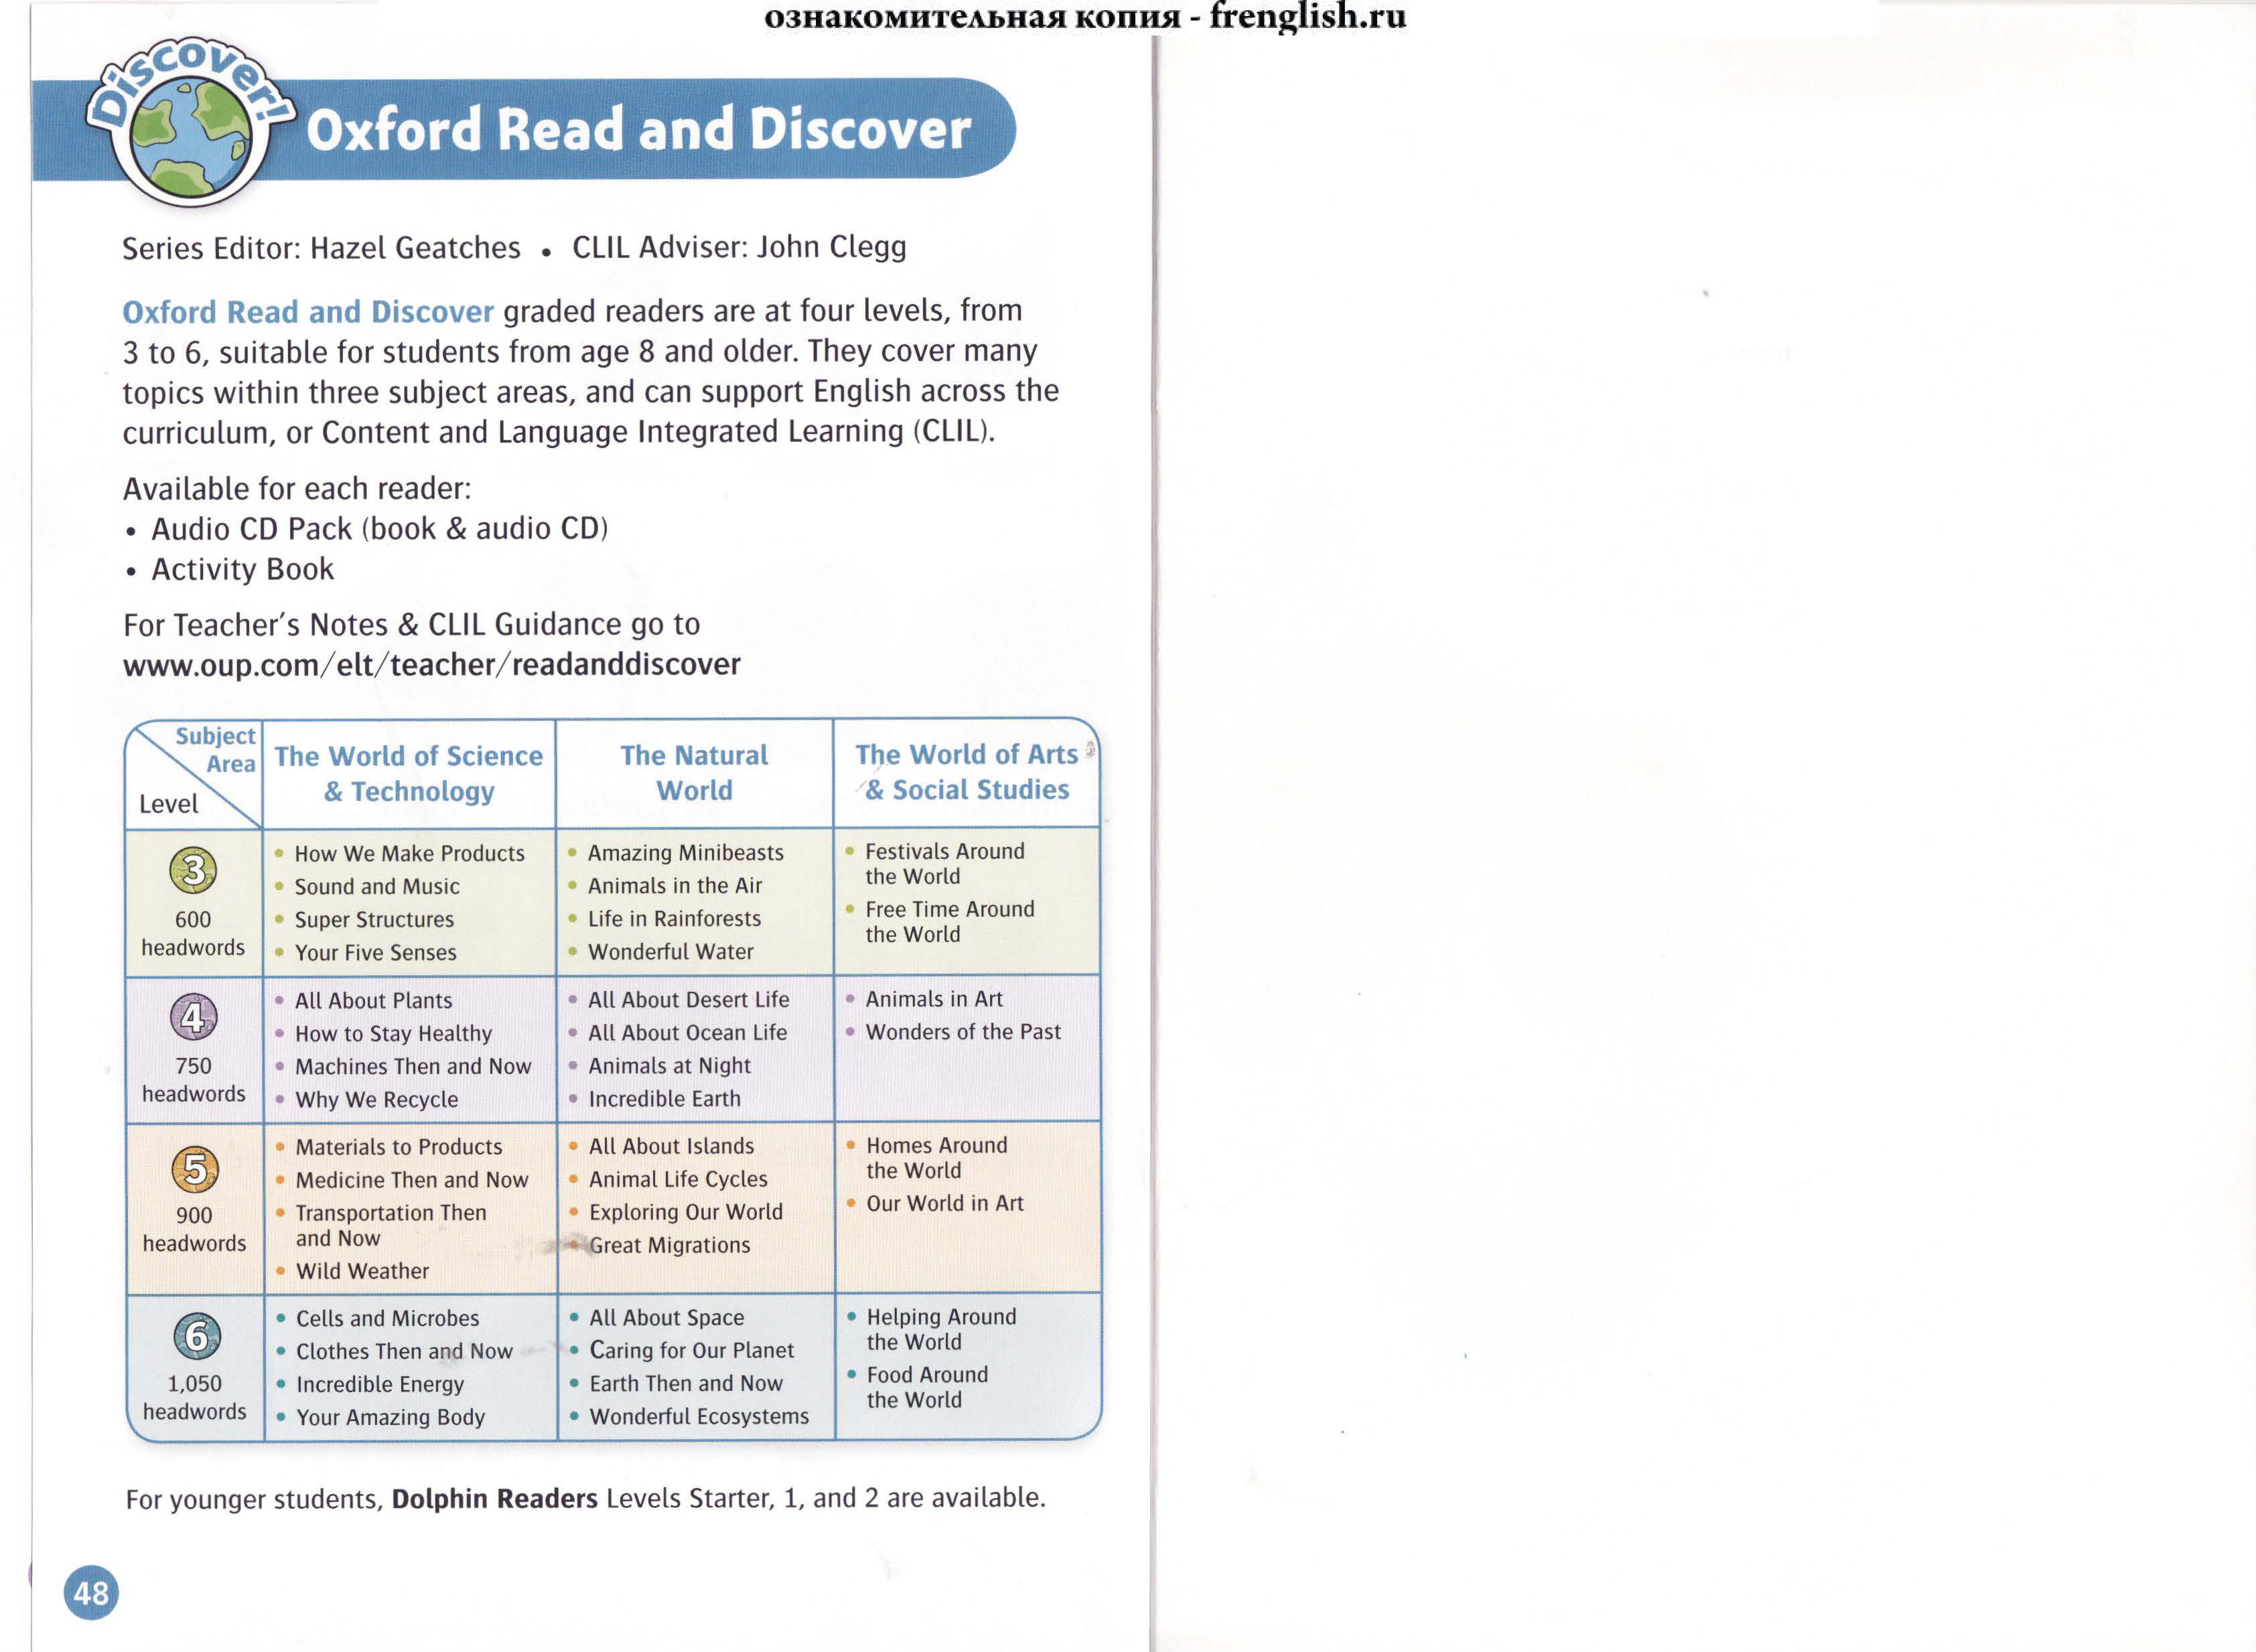 ознакомительная копия - frenglish.ru
Discover!
Oxford Read and Discover
Series Editor: Hazel Geatches • CLIL Adviser: John Clegg
Oxford Read and Discover graded readers are at four levels, from
3 to 6, suitable for students from age 8 and older. They cover many
topics within three subject areas, and can support English across the
curriculum, or Content and Language Integrated Learning (CLIL).
Available for each reader:
• Audio CD Pack (book & audio CD)
• Activity Book
For Teacher's Notes & CLIL Guidance go to
www.oup.com/elt/teacher/readanddiscover
Subject
Area
Level
The World of Science
& Technology
The Natural
World
The World of Arts
& Social Studies
3
600
headwords
• How We Make Products
• Sound and Music
• Super Structures
• Your Five Senses
• Amazing Minibeasts
• Animals in the Air
• Life in Rainforests
• Wonderful Water
• Festivals Around
the World
• Free Time Around
the World
4
750
headwords
• All About Plants
• How to Stay Healthy
• Machines Then and Now
• Why We Recycle
• All About Desert Life
• All About Ocean Life
• Animals at Night
• Incredible Earth
• Animals in Art
• Wonders of the Past
5
900
headwords
• Materials to Products
• Medicine Then and Now
• Transportation Then
and Now
• Wild Weather
• All About Islands
• Animal Life Cycles
• Exploring Our World
• Great Migrations
• Homes Around
the World
• Our World in Art
6
1,050
headwords
• Cells and Microbes
• Clothes Then and Now
• Incredible Energy
• Your Amazing Body
• All About Space
• Caring for Our Planet
• Earth Then and Now
• Wonderful Ecosystems
• Helping Around
the World
• Food Around
the World
For younger students, Dolphin Readers Levels Starter, 1, and 2 are available.
48